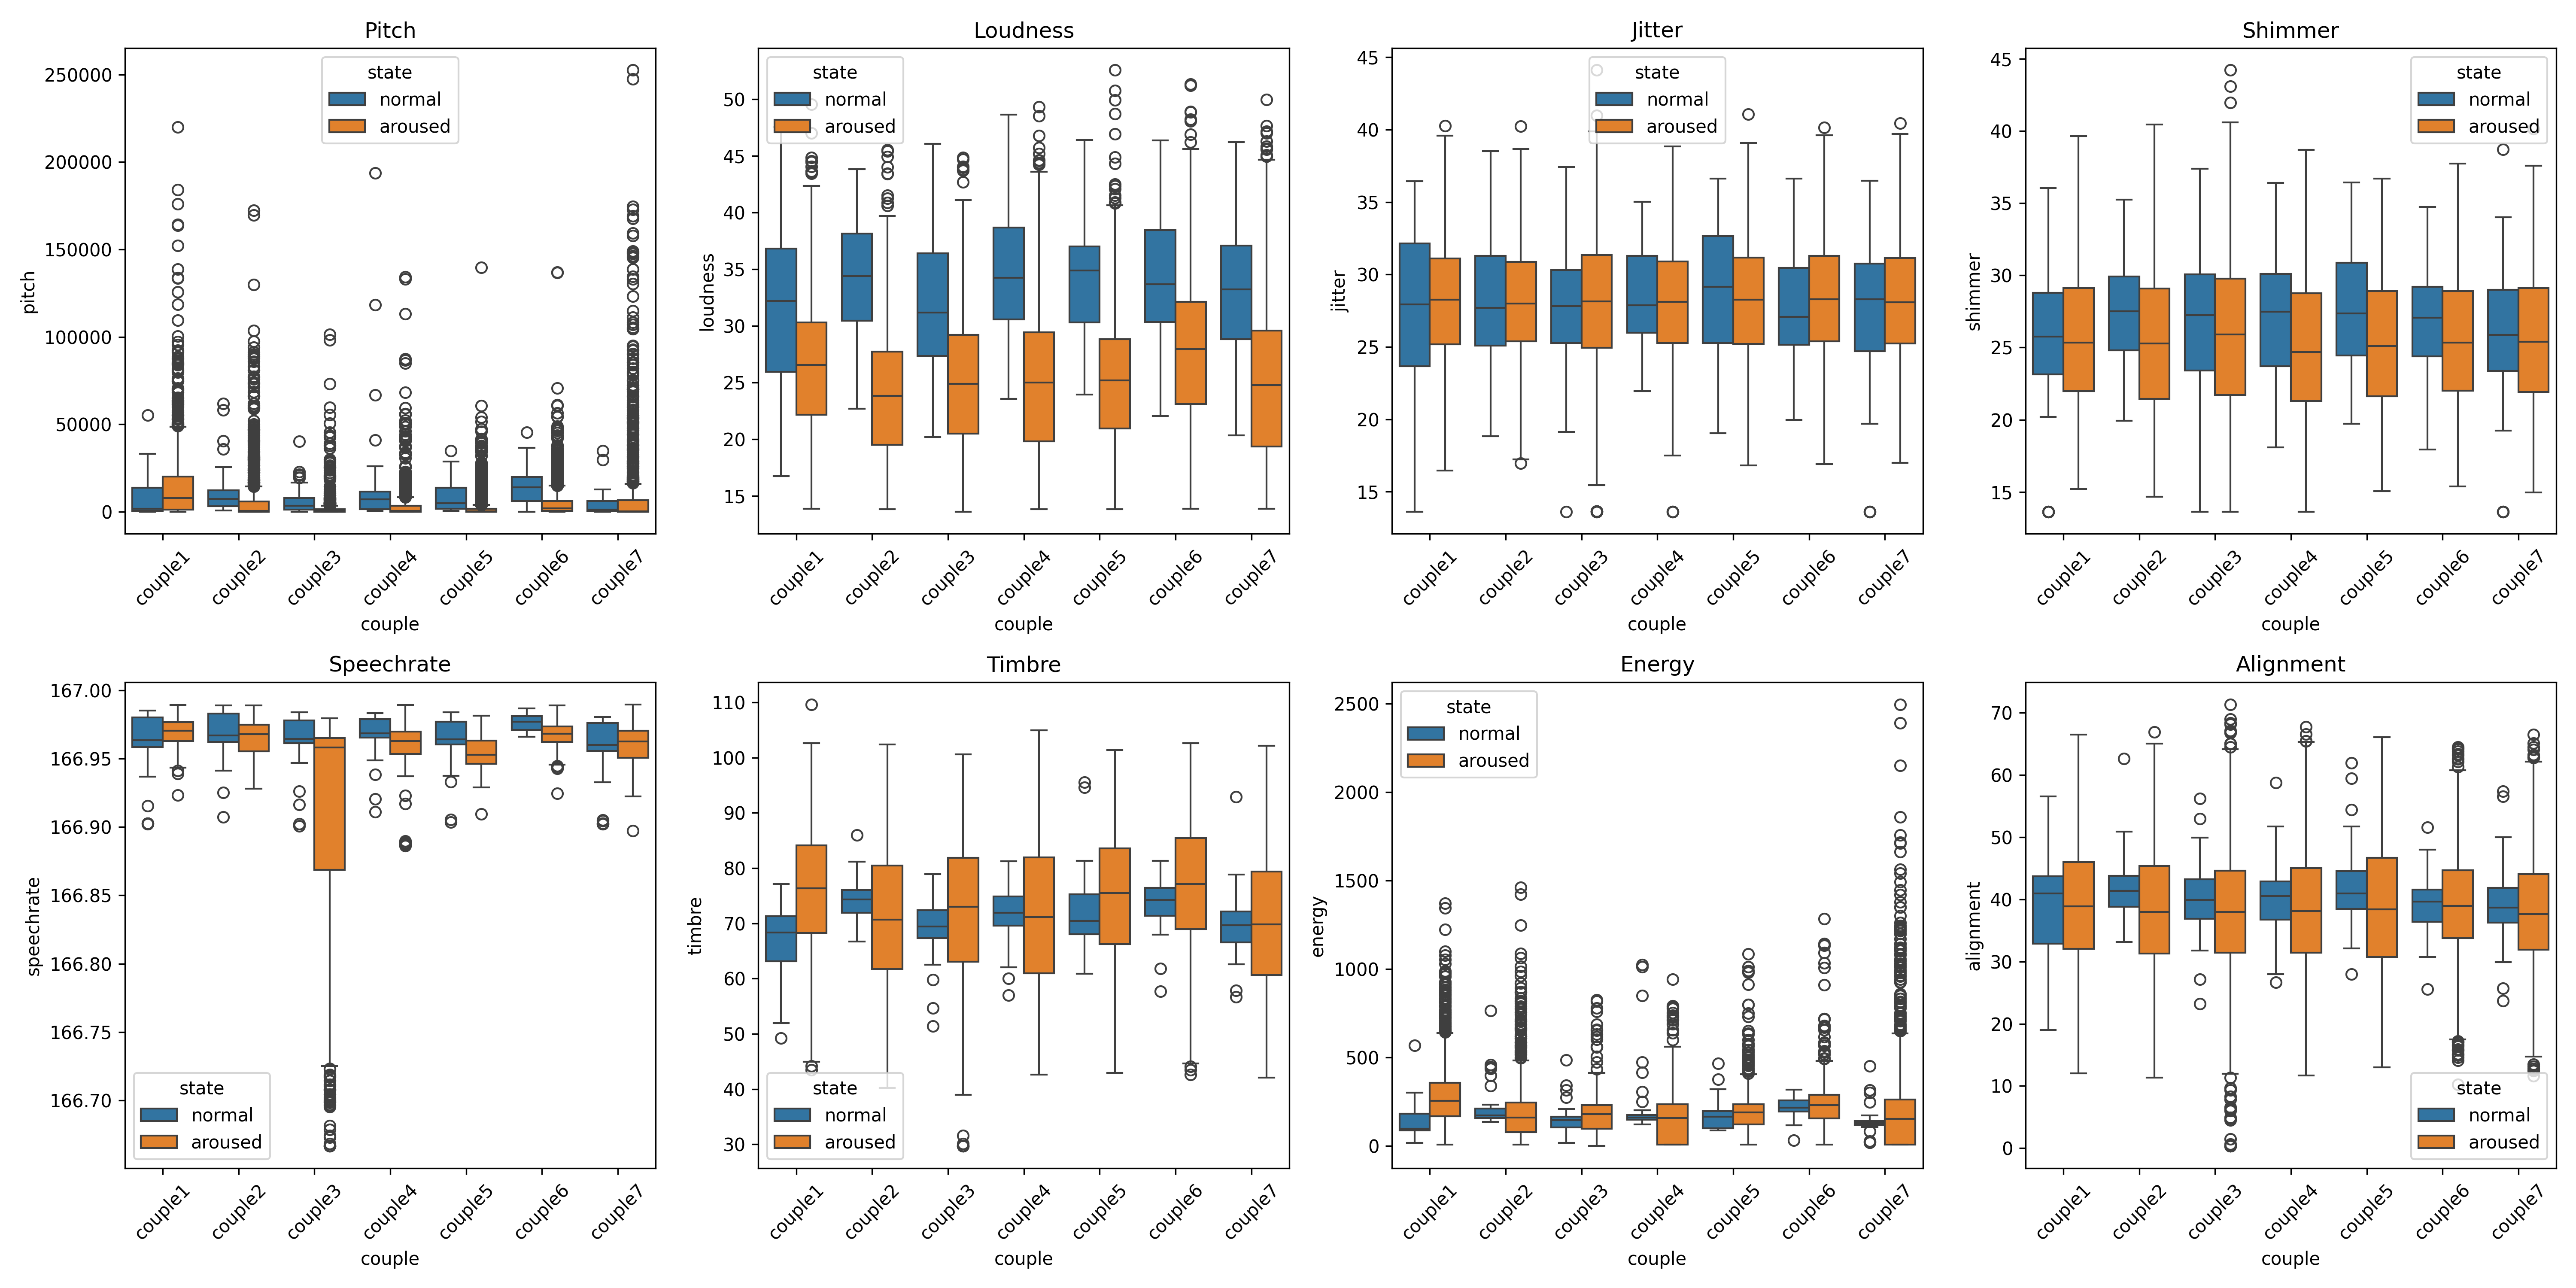 Pitch
state
normal
aroused
250000
200000
150000
100000
50000
0
pitch
couple1 couple2 couple3 couple4 couple5 couple6 couple7
couple
Loudness
state
normal
aroused
50
45
40
35
30
25
20
15
loudness
couple1 couple2 couple3 couple4 couple5 couple6 couple7
couple
Jitter
state
normal
aroused
45
40
35
30
25
20
15
jitter
couple1 couple2 couple3 couple4 couple5 couple6 couple7
couple
Shimmer
state
normal
aroused
45
40
35
30
25
20
15
shimmer
couple1 couple2 couple3 couple4 couple5 couple6 couple7
couple
Speechrate
167.00
166.95
166.90
166.85
166.80
166.75
166.70
speechrate
state
normal
aroused
couple1 couple2 couple3 couple4 couple5 couple6 couple7
couple
Timbre
110
100
90
80
70
60
50
40
30
timbre
state
normal
aroused
couple1 couple2 couple3 couple4 couple5 couple6 couple7
couple
Energy
state
normal
aroused
2500
2000
1500
1000
500
0
energy
couple1 couple2 couple3 couple4 couple5 couple6 couple7
couple
Alignment
70
60
50
40
30
20
10
0
alignment
state
normal
aroused
couple1 couple2 couple3 couple4 couple5 couple6 couple7
couple